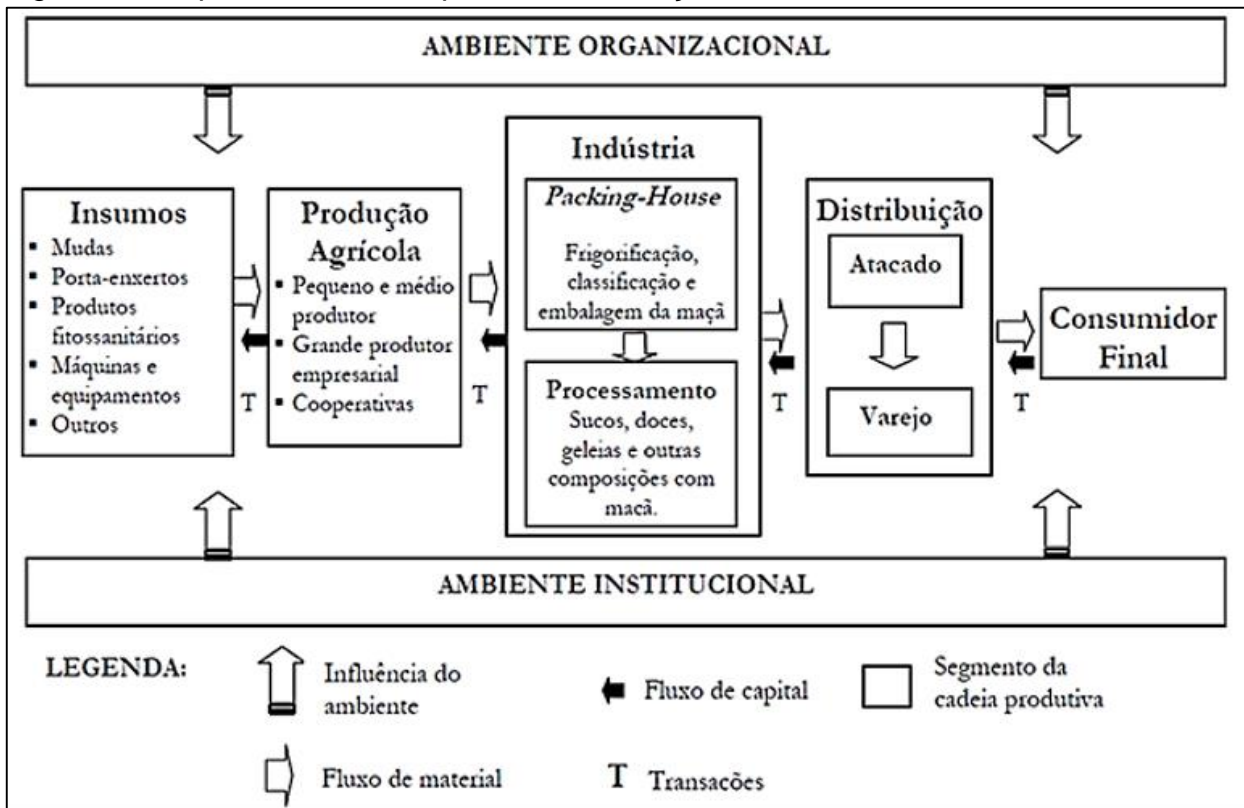 AMBIENTE ORGANIZACIONAL
Insumos
▪ Mudas
▪ Porta-enxertos
▪ Produtos
fitossanitários
▪ Máquinas e
equipamentos
▪ Outros
T
Produção
Agrícola
▪ Pequeno e médio
produtor
▪ Grande produtor
empresarial
▪ Cooperativas
T
Indústria
Packing-House
Frigorificação,
classificação e
embalagem da maçã
Processamento
Sucos, doces,
geleias e outras
composições com
maçã.
T
Distribuição
Atacado
Varejo
T
Consumidor
Final
AMBIENTE INSTITUCIONAL
LEGENDA:
Influência do
ambiente
Fluxo de capital
Segmento da
cadeia produtiva
Fluxo de material
T Transacões